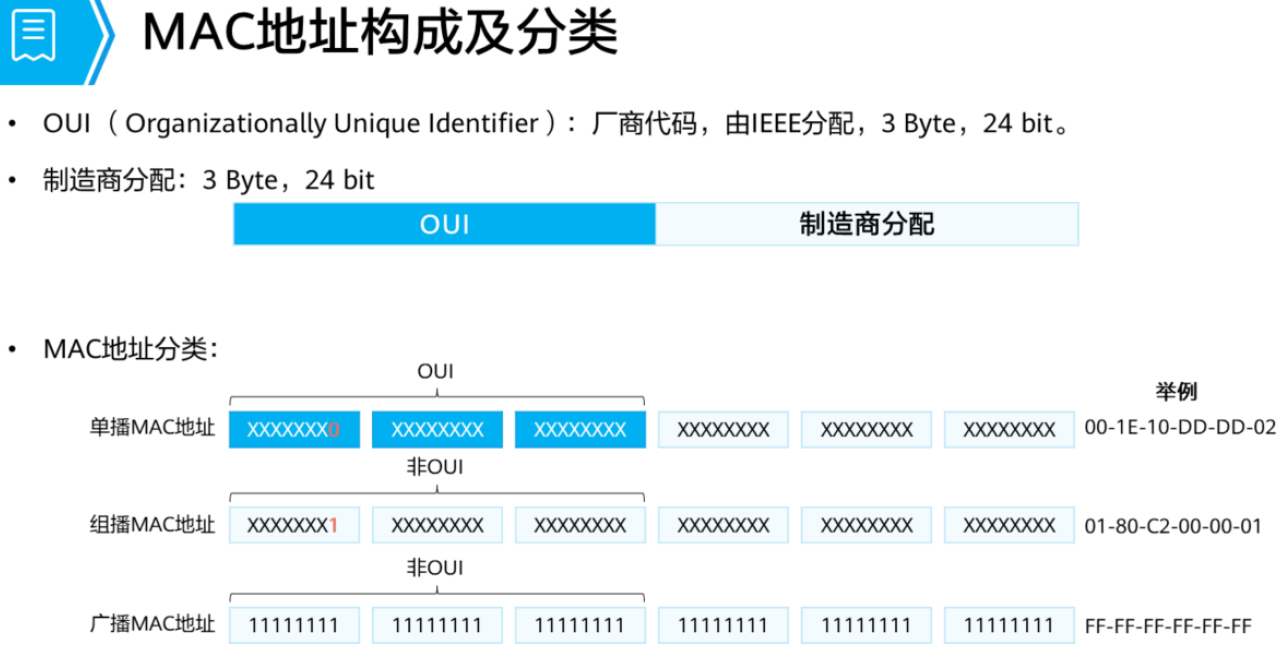 MAC地址构成及分类
• OUI（Organizationally Unique Identifier）：厂商代码，由IEEE分配，3 Byte，24 bit。
• 制造商分配：3 Byte，24 bit
OUI 制造商分配
• MAC地址分类：
OUI
举例
单播MAC地址 XXXXXXX0 XXXXXXXX XXXXXXXX XXXXXXXX XXXXXXXX XXXXXXXX 00-1E-10-DD-DD-02
非OUI
组播MAC地址 XXXXXXX1 XXXXXXXX XXXXXXXX XXXXXXXX XXXXXXXX XXXXXXXX 01-80-C2-00-00-01
非OUI
广播MAC地址 11111111 11111111 11111111 11111111 11111111 11111111 FF-FF-FF-FF-FF-FF